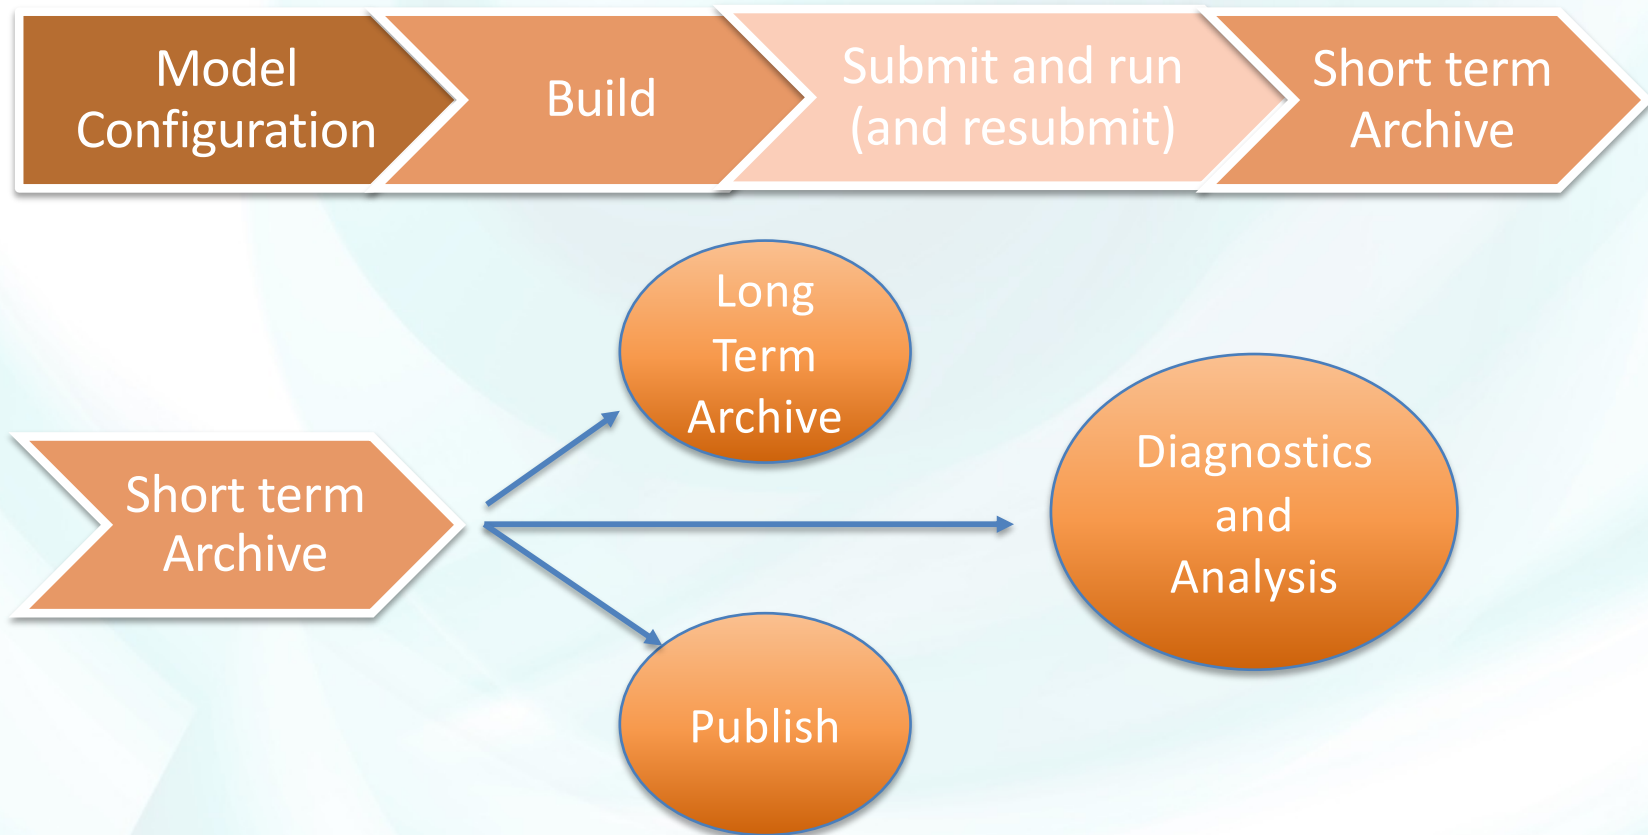 Model
Configuration
Build
Submit and run
(and resubmit)
Short term
Archive
Long
Term
Archive
Short term
Archive
Diagnostics
and
Analysis
Publish